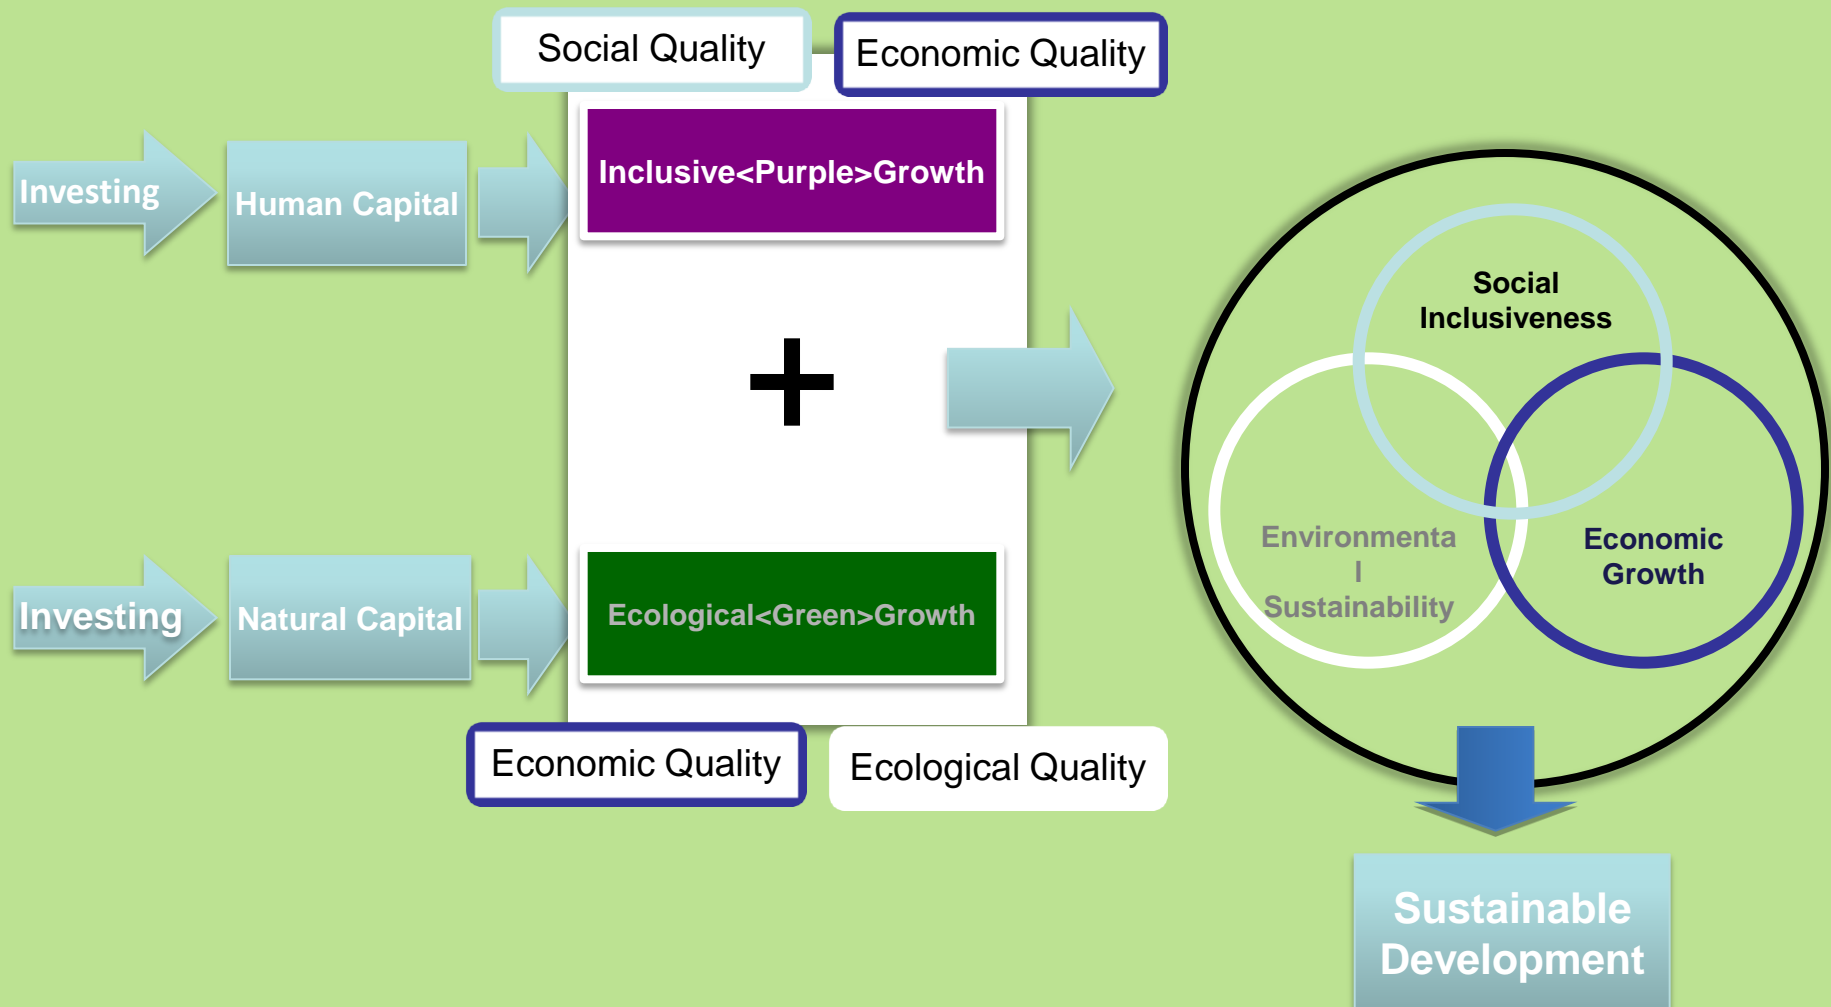 Social Quality
Economic Quality
Investing
Human Capital
Inclusive<Purple>Growth
+
Investing
Natural Capital
Ecological<Green>Growth
Economic Quality
Ecological Quality
Social
Inclusiveness
Environmenta
l
Sustainability
Economic
Growth
Sustainable
Development